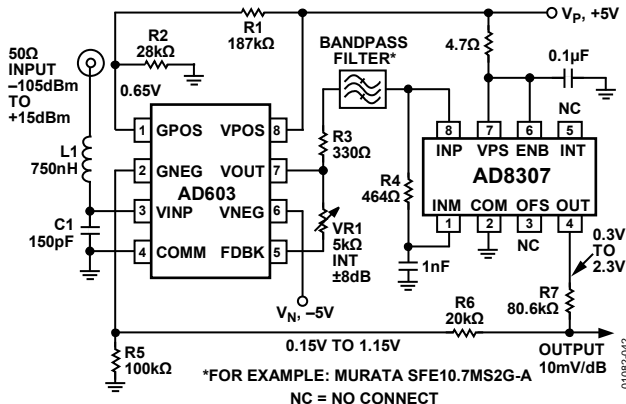 V_P, +5V
R1
187kΩ
R2
28kΩ
50Ω
INPUT
–105dBm
TO
+15dBm
0.65V
BANDPASS
FILTER*
4.7Ω
0.1µF
NC
L1
750nH
1 GPOS VPOS 8
2 GNEG VOUT 7
AD603
3 VINP VNEG 6
4 COMM FDBK 5
C1
150pF
R3
330Ω
VR1
5kΩ
INT
±8dB
V_N, –5V
R4
464Ω
8 7 6 5
INP VPS ENB INT
AD8307
INM COM OFS OUT
1 2 3 4
NC
1nF
0.3V
TO
2.3V
R7
80.6kΩ
R6
20kΩ
R5
100kΩ
0.15V TO 1.15V
OUTPUT
10mV/dB
*FOR EXAMPLE: MURATA SFE10.7MS2G-A
NC = NO CONNECT
01082-042